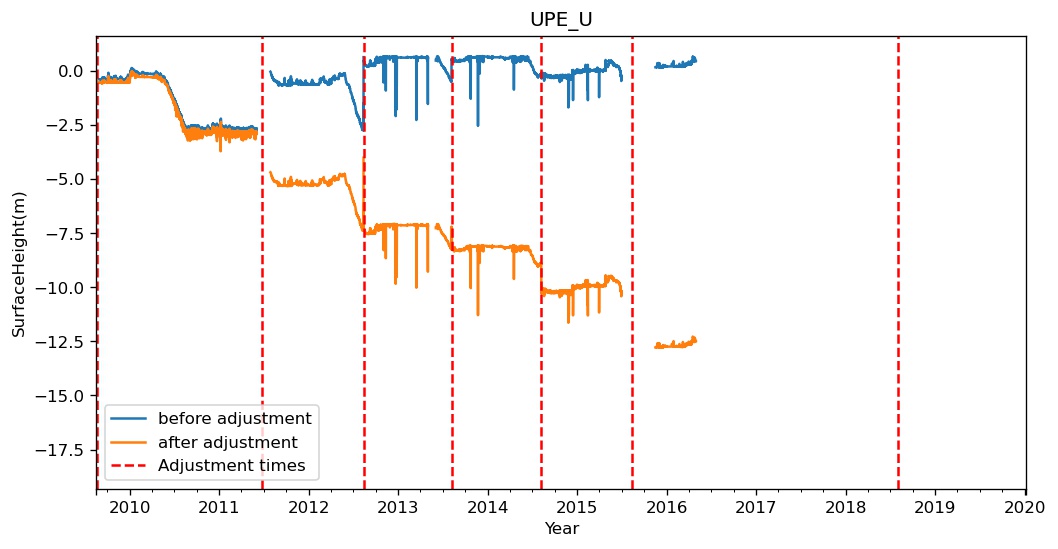 UPE_U
SurfaceHeight(m)
0.0
−2.5
−5.0
−7.5
−10.0
−12.5
−15.0
−17.5
before adjustment
after adjustment
Adjustment times
2010 2011 2012 2013 2014 2015 2016 2017 2018 2019 2020
Year